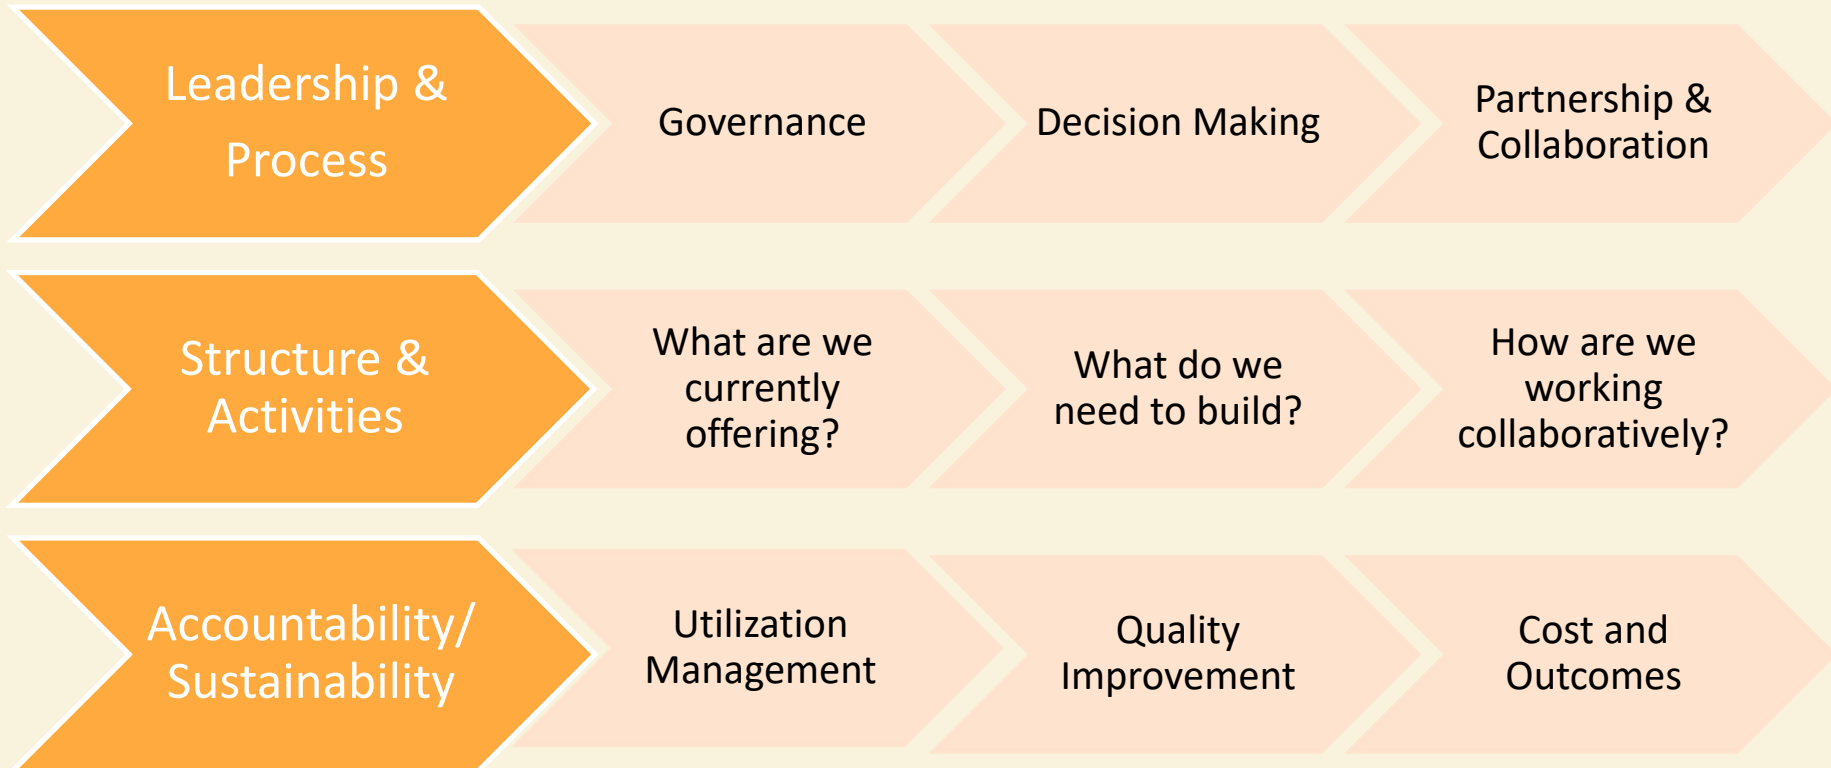 Leadership &
Process
Governance
Decision Making
Partnership &
Collaboration
Structure &
Activities
What are we
currently
offering?
What do we
need to build?
How are we
working
collaboratively?
Accountability/
Sustainability
Utilization
Management
Quality
Improvement
Cost and
Outcomes